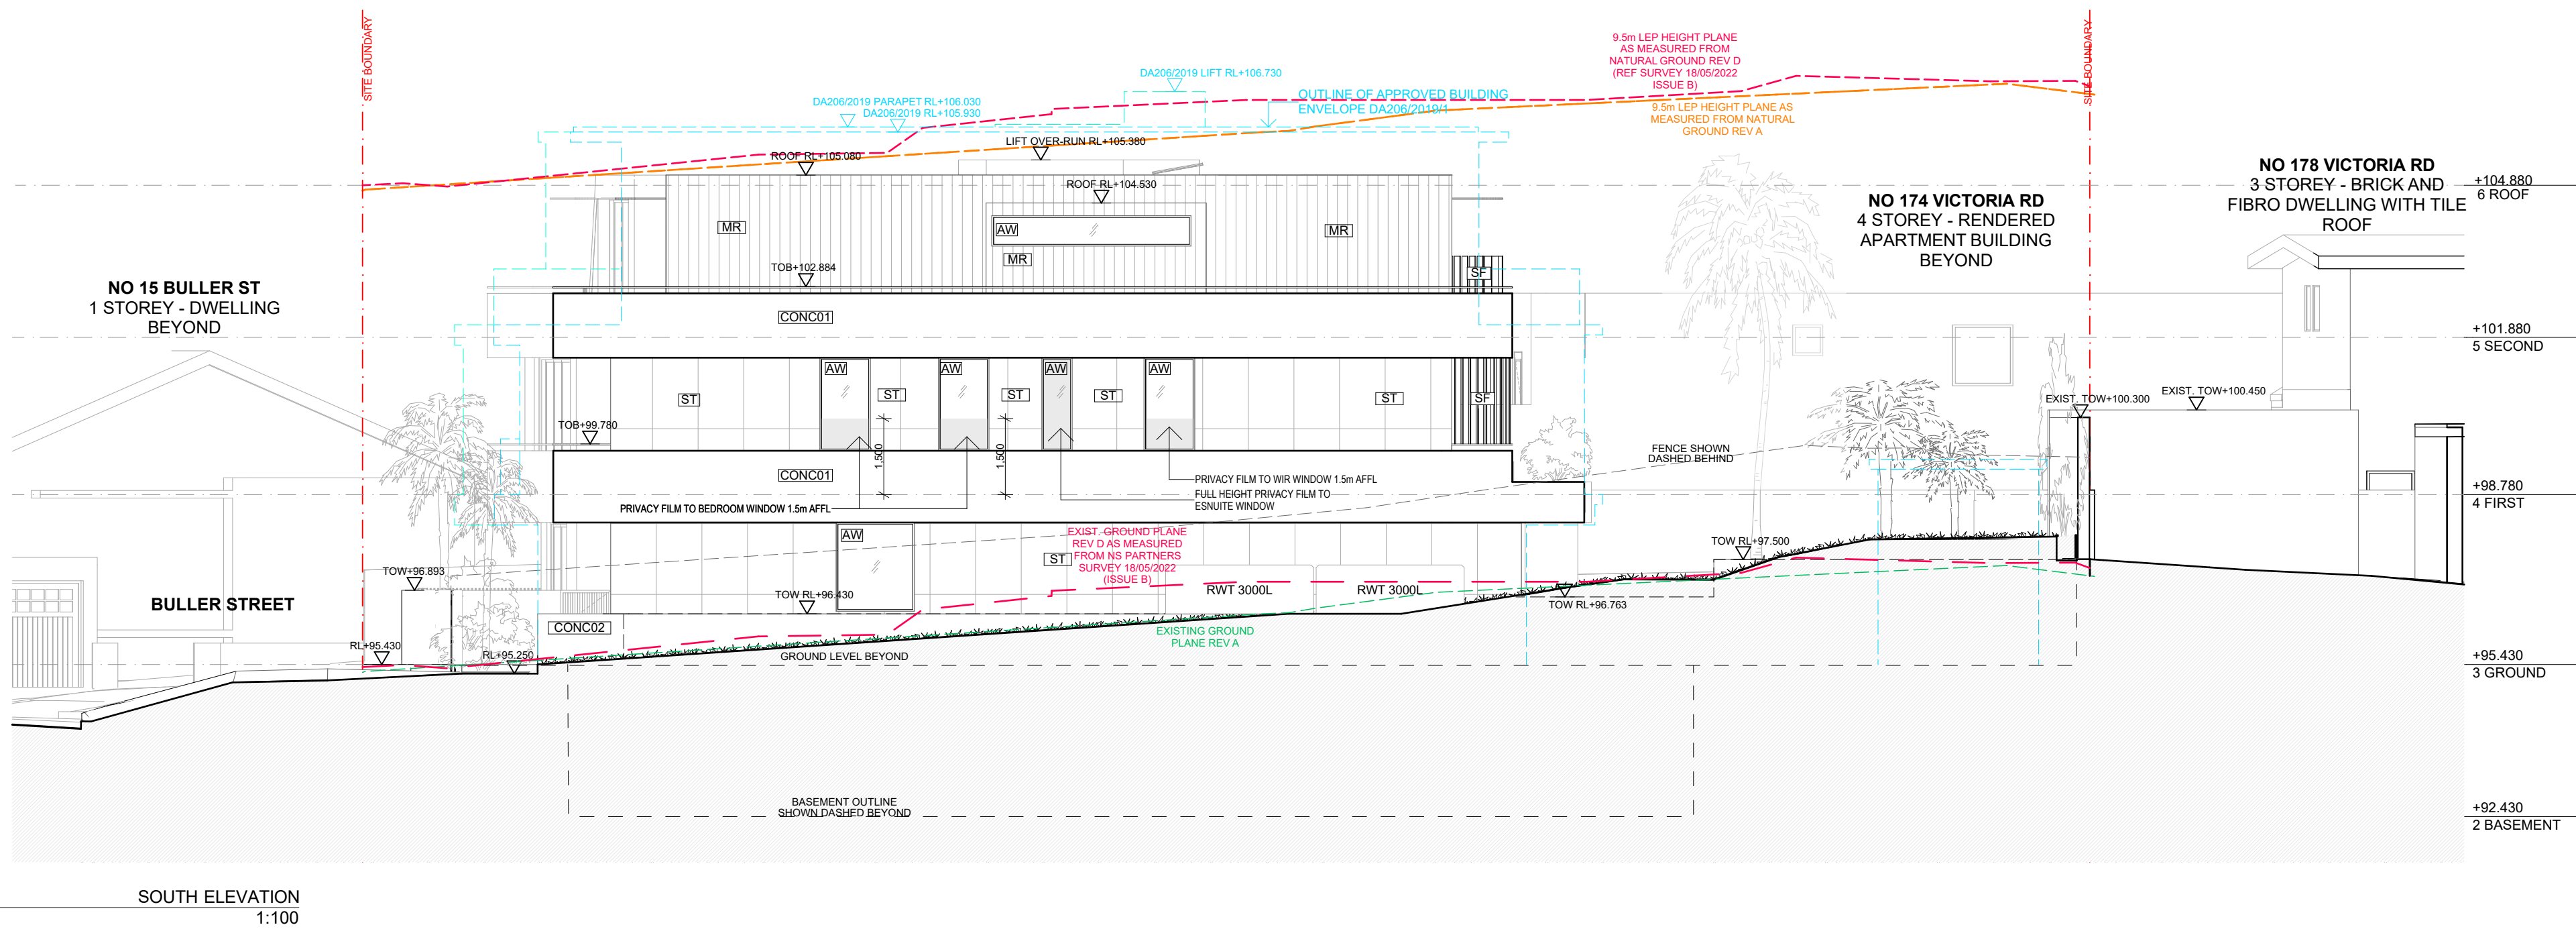 SITE BOUNDARY
DA206/2019 PARAPET RL+106.030
DA206/2019 RL+105.930
DA206/2019 LIFT RL+106.730
OUTLINE OF APPROVED BUILDING
ENVELOPE DA206/2019/1
9.5m LEP HEIGHT PLANE
AS MEASURED FROM
NATURAL GROUND REV D
(REF SURVEY 18/05/2022
ISSUE B)
9.5m LEP HEIGHT PLANE AS
MEASURED FROM NATURAL
GROUND REV A
SITE BOUNDARY
ROOF RL+105.080
LIFT OVER-RUN RL+105.380
ROOF RL+104.530
MR
AW
MR
MR
TOB+102.884
SF
NO 174 VICTORIA RD
4 STOREY - RENDERED
APARTMENT BUILDING
BEYOND
NO 178 VICTORIA RD
3 STOREY - BRICK AND
FIBRO DWELLING WITH TILE
ROOF
+104.880
6 ROOF
NO 15 BULLER ST
1 STOREY - DWELLING
BEYOND
CONC01
+101.880
5 SECOND
AW
AW
AW
AW
ST
ST
ST
ST
ST
SF
TOB+99.780
1,500
1,500
EXIST. TOW+100.300
EXIST. TOW+100.450
FENCE SHOWN
DASHED BEHIND
CONC01
PRIVACY FILM TO BEDROOM WINDOW 1.5m AFFL
PRIVACY FILM TO WIR WINDOW 1.5m AFFL
FULL HEIGHT PRIVACY FILM TO
ESNUITE WINDOW
+98.780
4 FIRST
AW
EXIST. GROUND PLANE
REV D AS MEASURED
FROM NS PARTNERS
SURVEY 18/05/2022
(ISSUE B)
ST
TOW RL+97.500
TOW+96.893
BULLER STREET
TOW RL+96.430
RWT 3000L
RWT 3000L
TOW RL+96.763
CONC02
EXISTING GROUND
PLANE REV A
RL+95.430
RL+95.250
GROUND LEVEL BEYOND
+95.430
3 GROUND
BASEMENT OUTLINE
SHOWN DASHED BEYOND
+92.430
2 BASEMENT
SOUTH ELEVATION
1:100